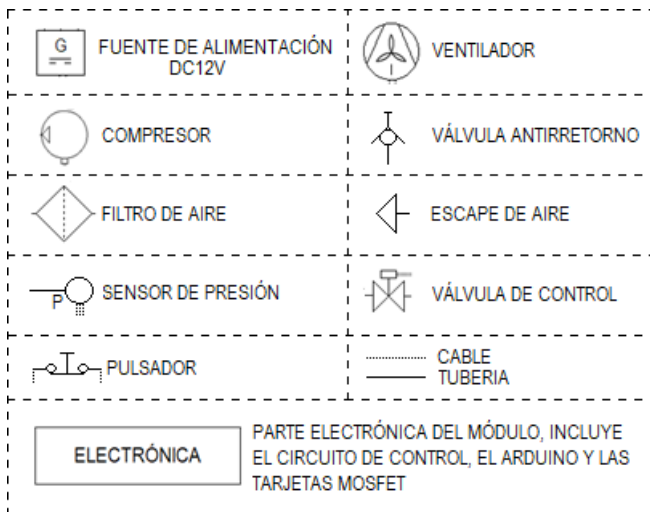 G
FUENTE DE ALIMENTACIÓN
DC12V
VENTILADOR
COMPRESOR
VÁLVULA ANTIRRETORNO
FILTRO DE AIRE
ESCAPE DE AIRE
P
SENSOR DE PRESIÓN
VÁLVULA DE CONTROL
PULSADOR
CABLE
TUBERIA
ELECTRÓNICA
PARTE ELECTRÓNICA DEL MÓDULO, INCLUYE
EL CIRCUITO DE CONTROL, EL ARDUINO Y LAS
TARJETAS MOSFET